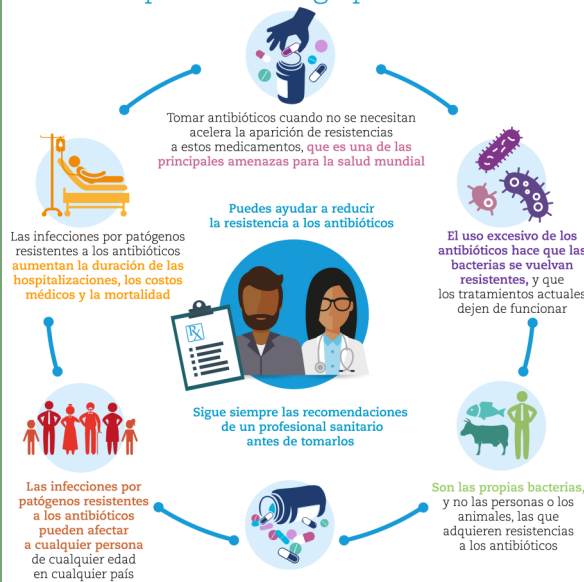 Tomar antibióticos cuando no se necesitan
acelera la aparición de resistencias
a estos medicamentos, que es una de las
principales amenazas para la salud mundial
El uso excesivo de los
antibióticos hace que las
bacterias se vuelvan
resistentes, y que
los tratamientos actuales
dejen de funcionar
Son las propias bacterias,
y no las personas o los
animales, las que
adquieren resistencias
a los antibióticos
Las infecciones por
patógenos resistentes
a los antibióticos
pueden afectar
a cualquier persona
de cualquier edad
en cualquier país
Las infecciones por patógenos
resistentes a los antibióticos
aumentan la duración de las
hospitalizaciones, los costos
médicos y la mortalidad
Puedes ayudar a reducir
la resistencia a los antibióticos
RX
Sigue siempre las recomendaciones
de un profesional sanitario
antes de tomarlos